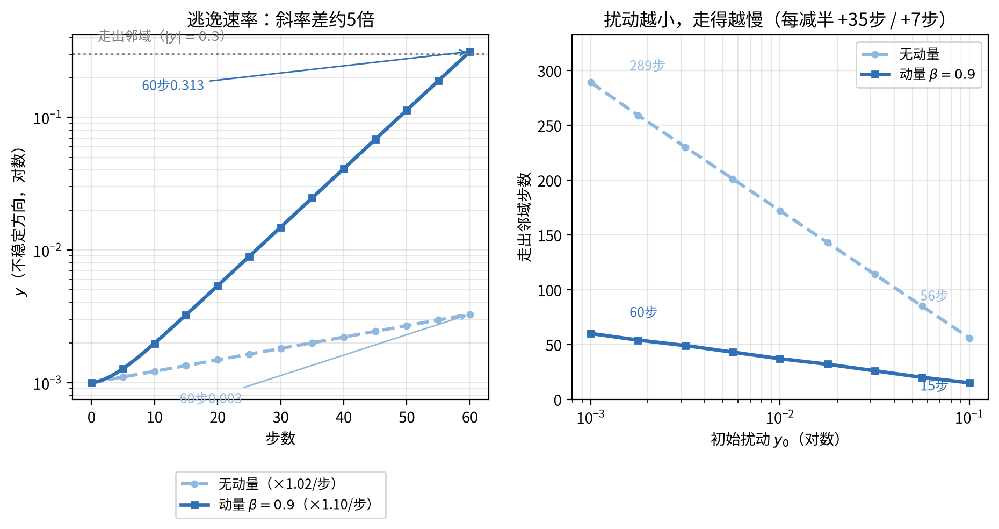 逃逸速率：斜率差约5倍
走出邻域（|y| = 0.3）
60步0.313
60步0.003
10⁻¹
10⁻²
10⁻³
y（不稳定方向，对数）
0 10 20 30 40 50 60
步数
无动量（×1.02/步）
动量 β = 0.9（×1.10/步）
扰动越小，走得越慢（每减半 +35步 / +7步）
无动量
动量 β = 0.9
289步
56步
60步
15步
300
250
200
150
100
50
0
走出邻域步数
10⁻³ 10⁻² 10⁻¹
初始扰动 y₀（对数）